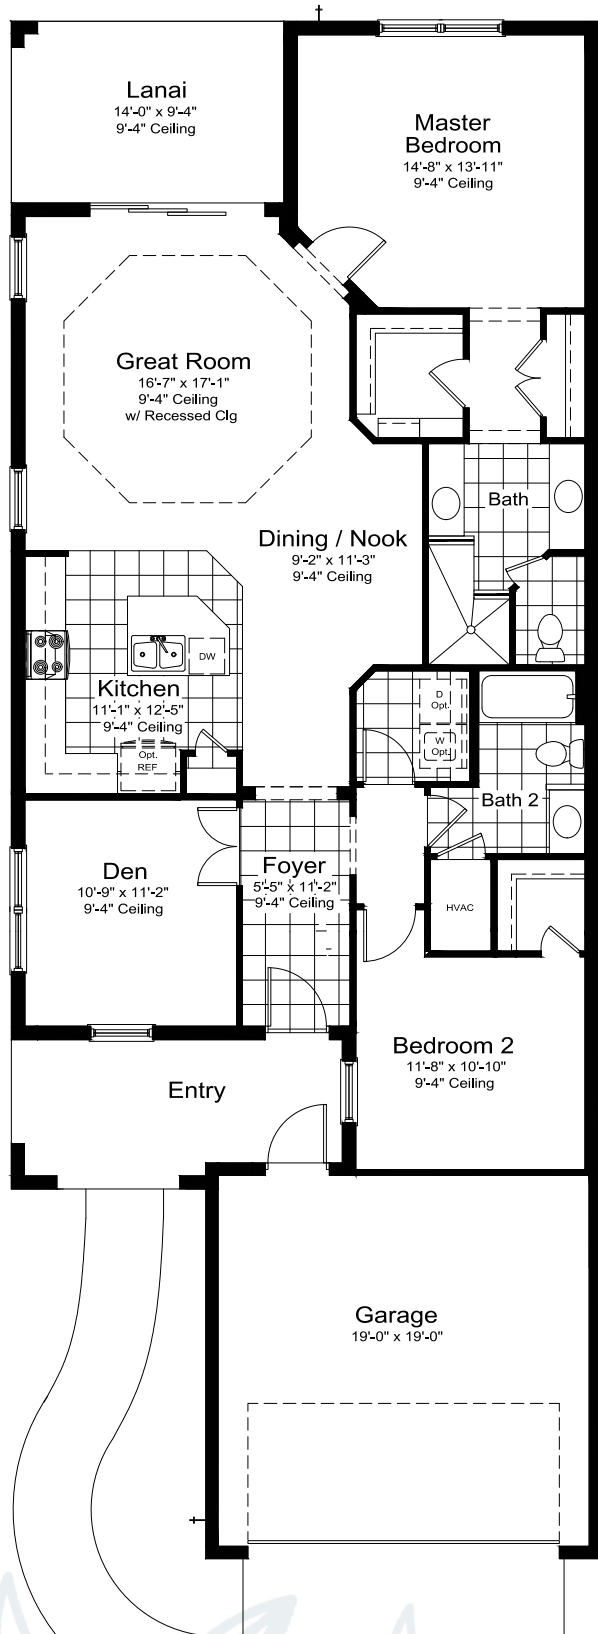 Lanai
14'-0" x 9'-4"
9'-4" Ceiling
Master
Bedroom
14'-8" x 13'-11"
9'-4" Ceiling
Great Room
16'-7" x 17'-1"
9'-4" Ceiling
w/ Recessed Clg
Bath
Dining / Nook
9'-2" x 11'-3"
9'-4" Ceiling
DW
Kitchen
11'-1" x 12'-5"
9'-4" Ceiling
Opt.
REF
D
Opt.
W
Opt.
Bath 2
Den
10'-9" x 11'-2"
9'-4" Ceiling
Foyer
5'-5" x 11'-2"
9'-4" Ceiling
HVAC
Bedroom 2
11'-8" x 10'-10"
9'-4" Ceiling
Entry
Garage
19'-0" x 19'-0"